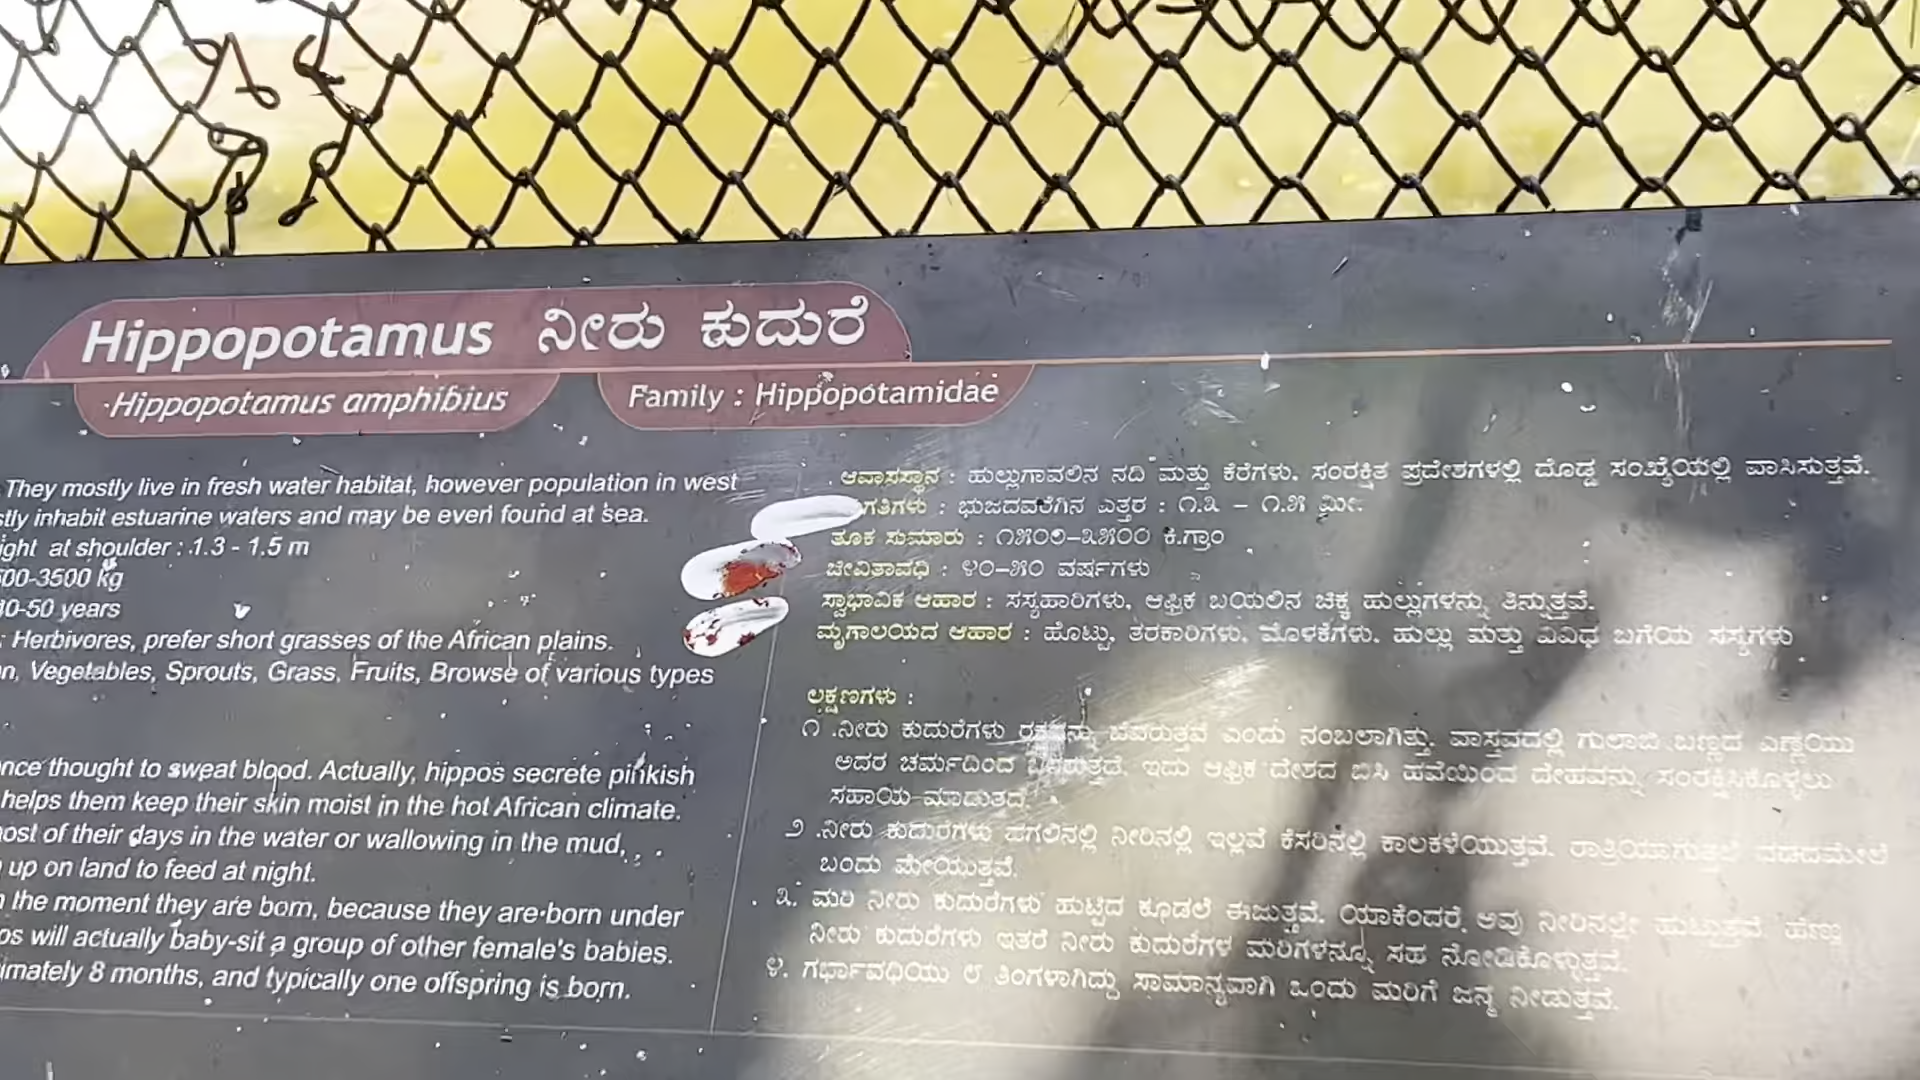 Hippopotamus ನೀರು ಕುದುರೆ
Hippopotamus amphibius
Family : Hippopotamidae
They mostly live in fresh water habitat, however population in west
stly inhabit estuarine waters and may be even found at sea.
ight at shoulder : 1.3 - 1.5 m
00-3500 kg
40-50 years
: Herbivores, prefer short grasses of the African plains.
n, Vegetables, Sprouts, Grass, Fruits, Browse of various types
nce thought to sweat blood. Actually, hippos secrete pinkish
helps them keep their skin moist in the hot African climate.
ost of their days in the water or wallowing in the mud,
up on land to feed at night.
the moment they are born, because they are born under
os will actually baby-sit a group of other female's babies.
imately 8 months, and typically one offspring is born.
ಆವಾಸಸ್ಥಾನ : ಹುಲ್ಲುಗಾವಲಿನ ನದಿ ಮತ್ತು ಕೆರೆಗಳು. ಸಂರಕ್ಷಿತ ಪ್ರದೇಶಗಳಲ್ಲಿ ದೊಡ್ಡ ಸಂಖ್ಯೆಯಲ್ಲಿ ವಾಸಿಸುತ್ತವೆ.
ಗತಿಗಳು : ಭುಜದವರೆಗಿನ ಎತ್ತರ : ೧.೩ – ೧.೫ ಮೀ.
ತೂಕ ಸುಮಾರು : ೧೫೦೦–೩೫೦೦ ಕಿ.ಗ್ರಾಂ
ಜೀವಿತಾವಧಿ : ೪೦–೫೦ ವರ್ಷಗಳು
ಸ್ವಾಭಾವಿಕ ಆಹಾರ : ಸಸ್ಯಹಾರಿಗಳು, ಆಫ್ರಿಕ ಬಯಲಿನ ಚಿಕ್ಕ ಹುಲ್ಲುಗಳನ್ನು ತಿನ್ನುತ್ತವೆ.
ಮೃಗಾಲಯದ ಆಹಾರ : ಹೊಟ್ಟು, ತರಕಾರಿಗಳು, ಮೊಳಕೆಗಳು, ಹುಲ್ಲು ಮತ್ತು ವಿವಿಧ ಬಗೆಯ ಸಸ್ಯಗಳು
ಲಕ್ಷಣಗಳು :
೧ .ನೀರು ಕುದುರೆಗಳು ಬೆವರುತ್ತವೆ ಎಂದು ನಂಬಲಾಗಿತ್ತು. ವಾಸ್ತವದಲ್ಲಿ ಗುಲಾಬಿ ಬಣ್ಣದ ಎಣ್ಣೆಯು
ಅದರ ಚರ್ಮದಿಂದ ಇದು ಆಫ್ರಿಕ ದೇಶದ ಬಿಸಿ ಹವೆಯಿಂದ ದೇಹವನ್ನು ಸಂರಕ್ಷಿಸಿಕೊಳ್ಳಲು
ಸಹಾಯ ಮಾಡುತದೆ.
೨ .ನೀರು ಕುದುರೆಗಳು ಹಗಲಿನಲ್ಲಿ ನೀರಿನಲ್ಲಿ ಇಲ್ಲವೆ ಕೆಸರಿನಲ್ಲಿ ಕಾಲಕಳೆಯುತ್ತವೆ.
ಬಂದು ಮೇಯುತ್ತವೆ.
೩. ಮರಿ ನೀರು ಕುದುರೆಗಳು ಹುಟ್ಟಿದ ಕೂಡಲೆ ಈಜುತ್ತವೆ. ಯಾಕೆಂದರೆ ಅವು ನೀರಿನಲ್ಲೇ ಹುಟ್ಟುತ್ತವೆ. ಹೆಣ್ಣು
ನೀರು ಕುದುರೆಗಳು ಇತರೆ ನೀರು ಕುದುರೆಗಳ ಮರಿಗಳನ್ನೂ ಸಹ ನೋಡಿಕೊಳ್ಳುತ್ತವೆ.
೪. ಗರ್ಭಾವಧಿಯು ೮ ತಿಂಗಳಾಗಿದ್ದು ಸಾಮಾನ್ಯವಾಗಿ ಒಂದು ಮರಿಗೆ ಜನ್ಮ ನೀಡುತ್ತವೆ.